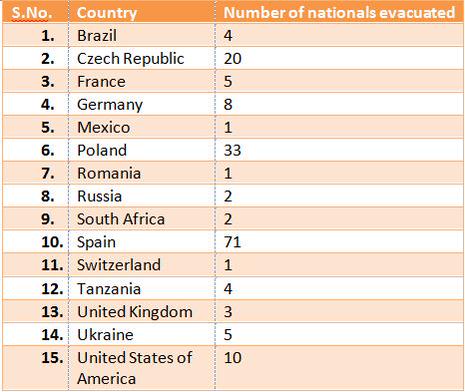 S.No. Country Number of nationals evacuated
1. Brazil 4
2. Czech Republic 20
3. France 5
4. Germany 8
5. Mexico 1
6. Poland 33
7. Romania 1
8. Russia 2
9. South Africa 2
10. Spain 71
11. Switzerland 1
12. Tanzania 4
13. United Kingdom 3
14. Ukraine 5
15. United States of 10
America